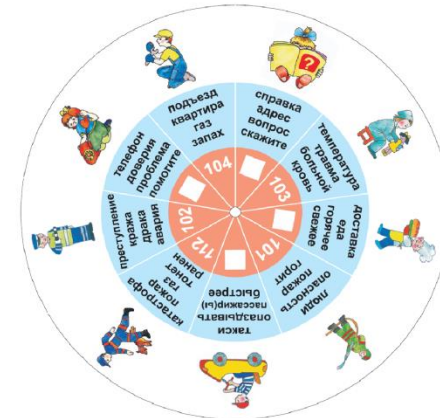 ?
справка
адрес
вопрос
скажите
температура
травма
больной
кровь
103
доставка
еда
горячее
свежее
люди
опасность
пожар
горит
101
такси
опаздывать
пассажир(ы)
быстрее
катастрофа
пожар
газ
тонет
ранен
112
преступление
кража
драка
авария
102
телефон
доверия
проблема
помогите
подъезд
квартира
газ
запах
104